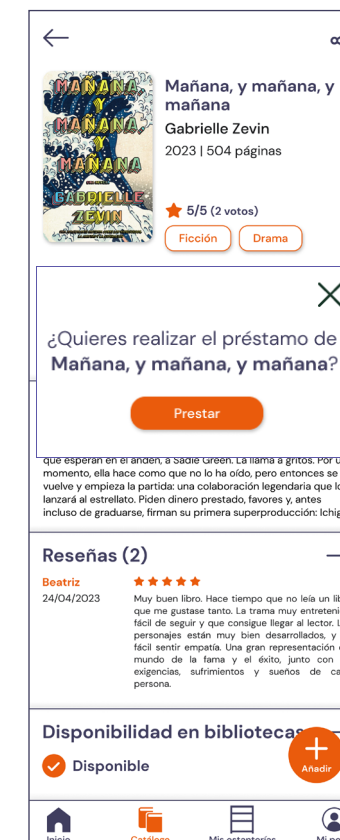 MAÑANA,
Y
MAÑANA,
Y
MAÑANA
GABRIELLE
ZEVIN
Mañana, y mañana, y
mañana
Gabrielle Zevin
2023 | 504 páginas
5/5 (2 votos)
Ficción
Drama
¿Quieres realizar el préstamo de
Mañana, y mañana, y mañana?
Prestar
que esperan en el andén, a Sadie Green. La llama a gritos. Por u
momento, ella hace como que no lo ha oído, pero entonces se
vuelve y empieza la partida: una colaboración legendaria que lo
lanzará al estrellato. Piden dinero prestado, favores y, antes
incluso de graduarse, firman su primera superproducción: Ichig
Reseñas (2)
Beatriz
24/04/2023
Muy buen libro. Hace tiempo que no leía un lib
que me gustase tanto. La trama muy entreteni
fácil de seguir y que consigue llegar al lector. L
personajes están muy bien desarrollados, y
fácil sentir empatía. Una gran representación
mundo de la fama y el éxito, junto con
exigencias, sufrimientos y sueños de ca
persona.
Disponibilidad en bibliotecas
Disponible
Añadir
Inicio
Catálogo
Mis estanterías
Mi pe